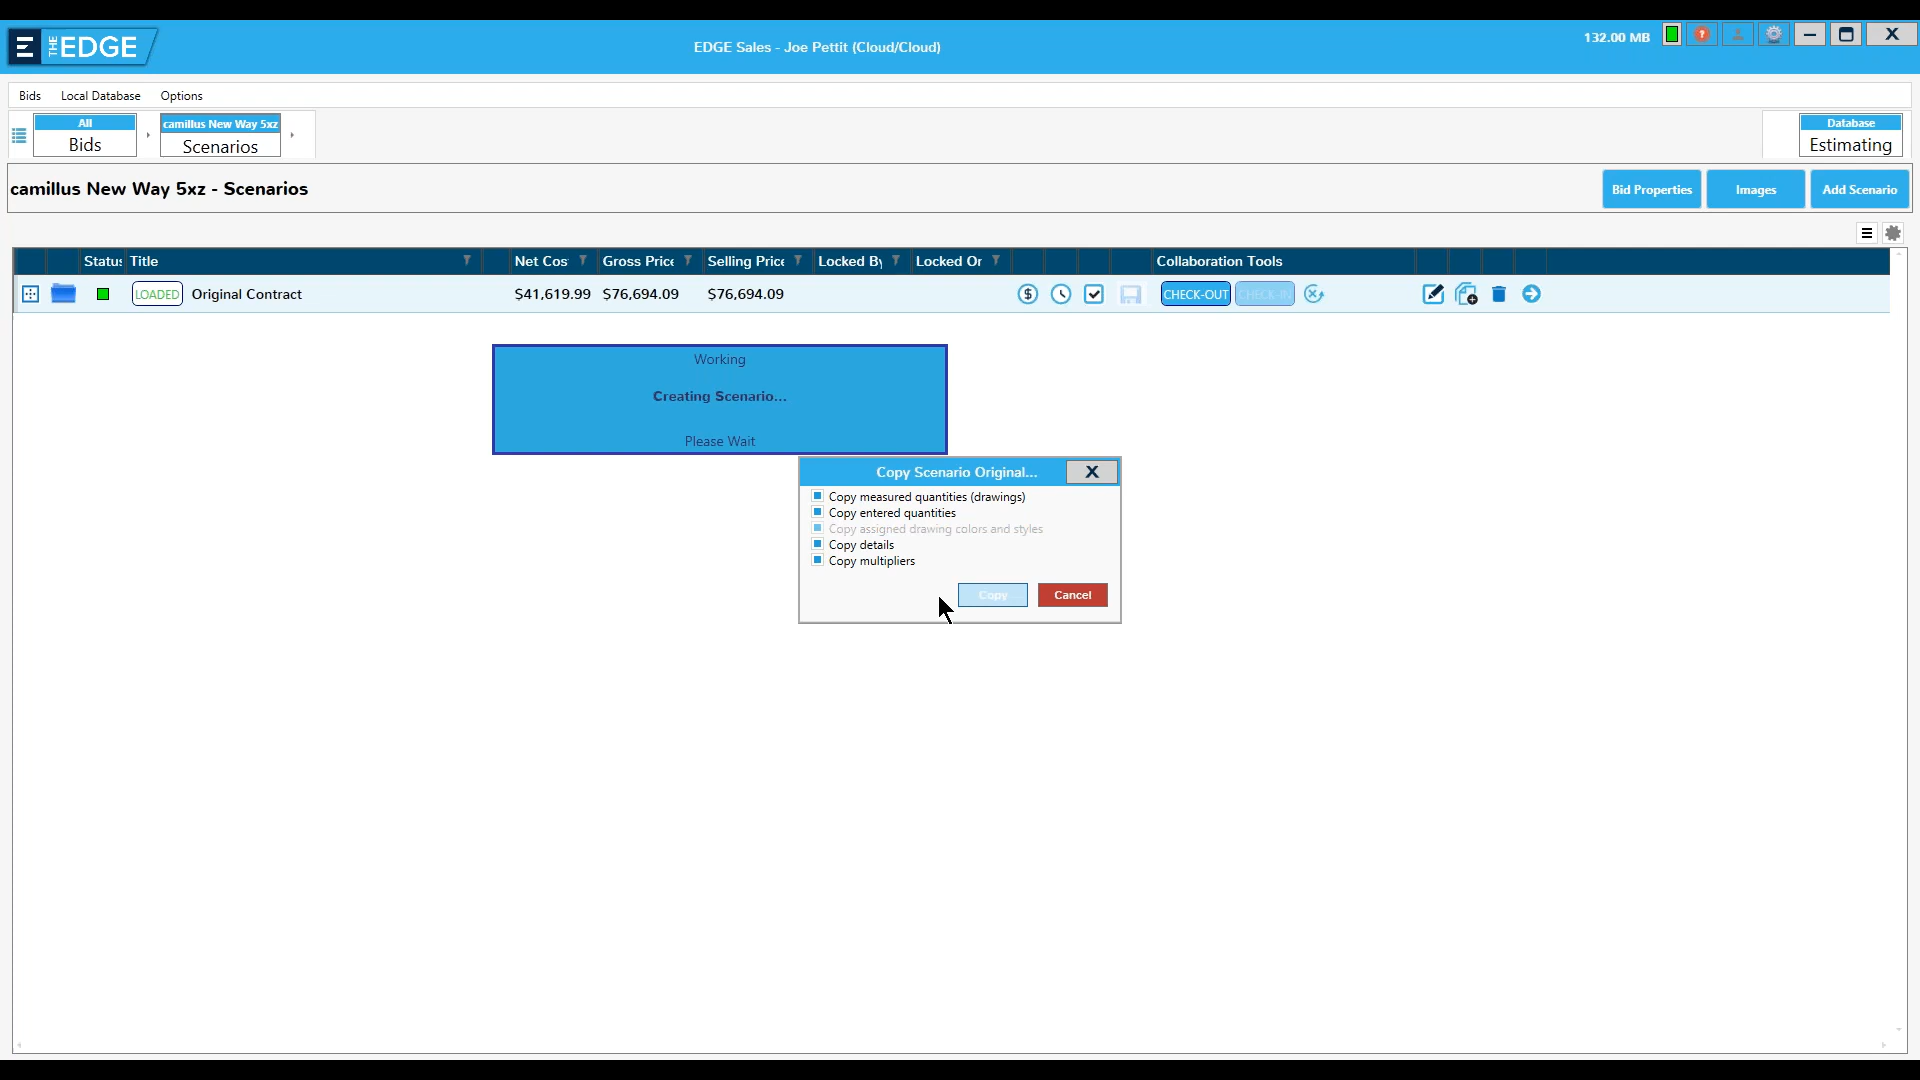 THE EDGE
EDGE Sales - Joe Pettit (Cloud/Cloud)
132.00 MB
?
X
Bids
Local Database
Options
All
Bids
camillus New Way 5xz
Scenarios
Database
Estimating
camillus New Way 5xz - Scenarios
Bid Properties
Images
Add Scenario
Status Title Net Cos Gross Price Selling Price Locked By Locked Or Collaboration Tools
LOADED Original Contract $41,619.99 $76,694.09 $76,694.09 $ CHECK-OUT CHECK-IN
Working
Creating Scenario...
Please Wait
Copy Scenario Original...
X
Copy measured quantities (drawings)
Copy entered quantities
Copy assigned drawing colors and styles
Copy details
Copy multipliers
Copy
Cancel